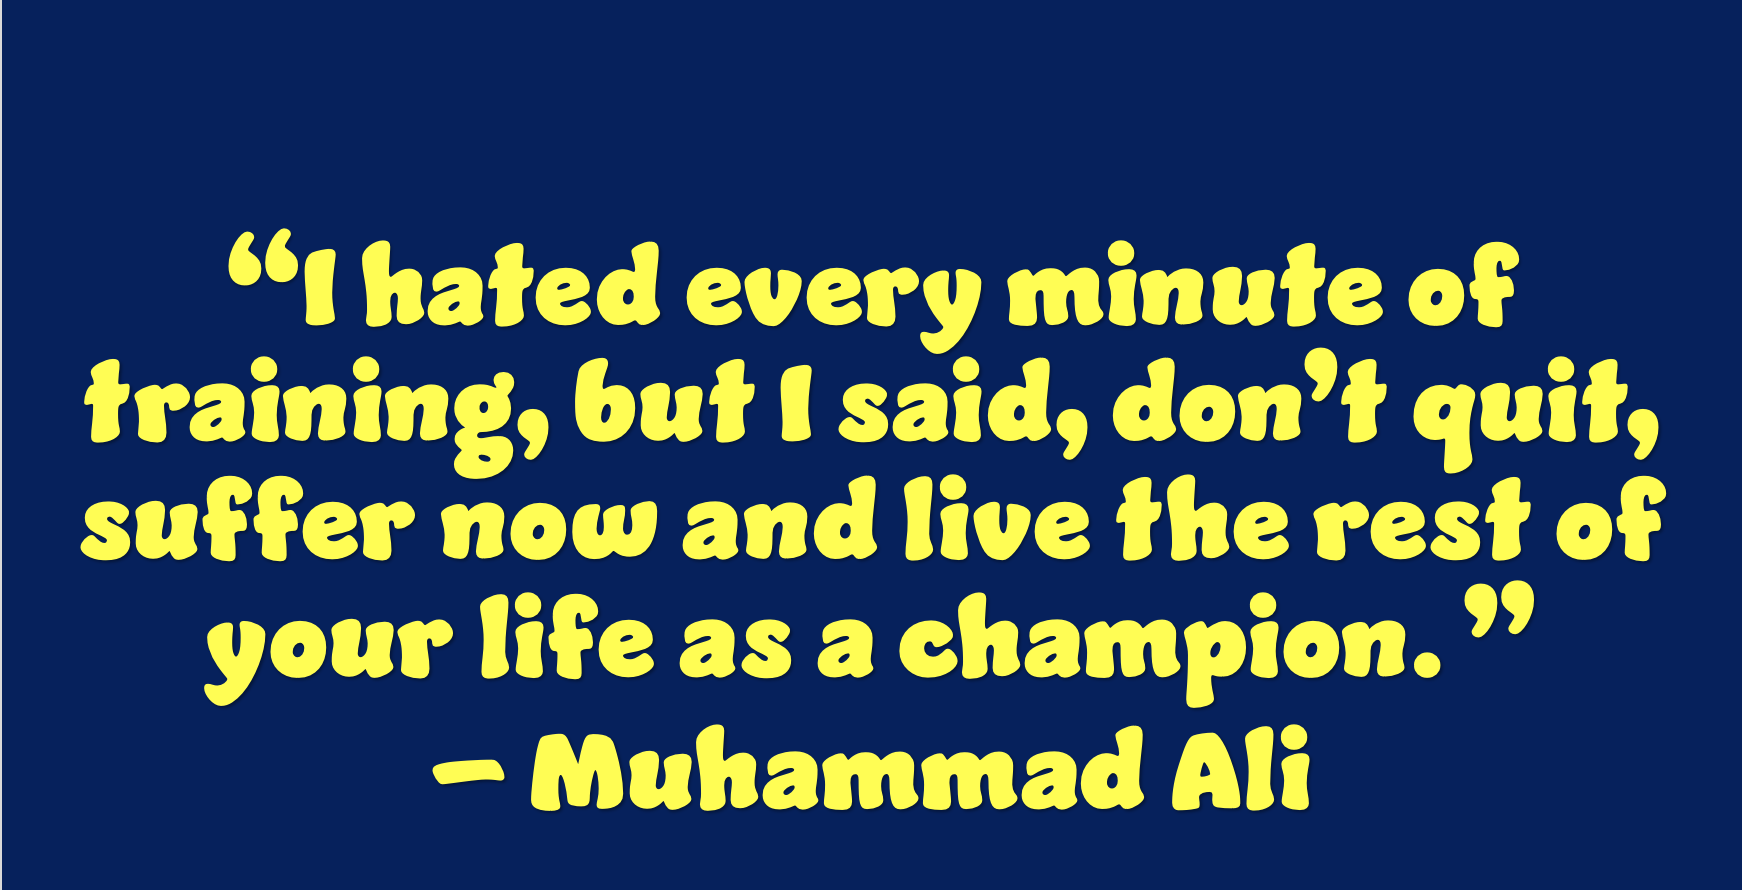 “I hated every minute of
training, but I said, don’t quit,
suffer now and live the rest of
your life as a champion. ”
– Muhammad Ali